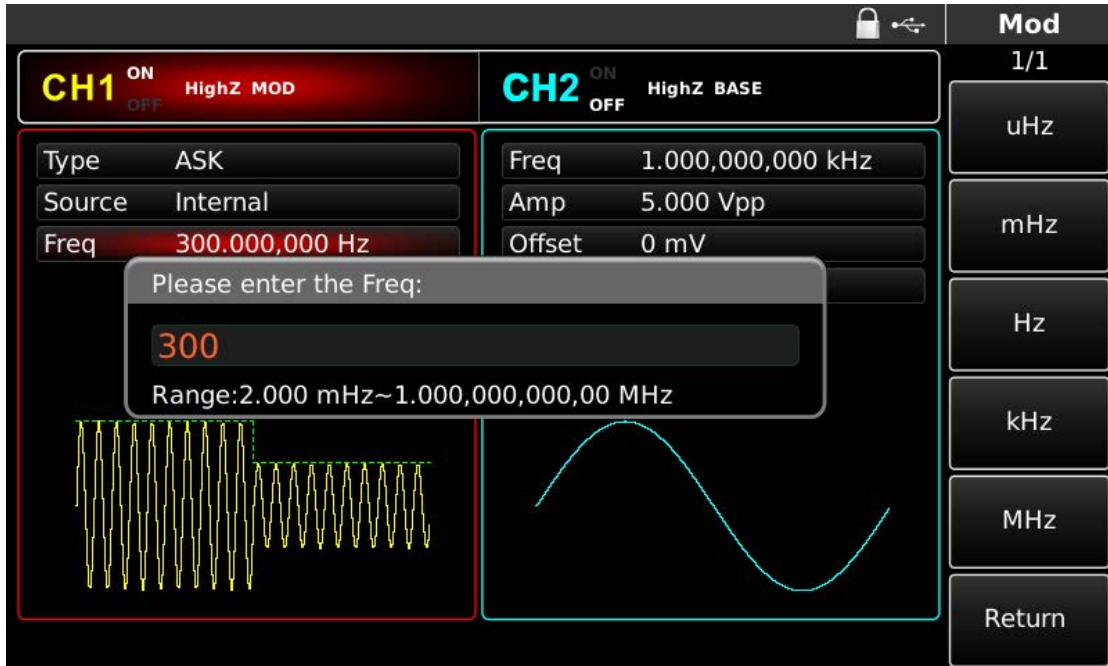 Mod
1/1
CH1 ON OFF HighZ MOD
CH2 ON OFF HighZ BASE
Type ASK
Source Internal
Freq 300.000,000 Hz
Freq 1.000,000,000 kHz
Amp 5.000 Vpp
Offset 0 mV
Please enter the Freq:
300
Range:2.000 mHz~1.000,000,000,00 MHz
uHz
mHz
Hz
kHz
MHz
Return